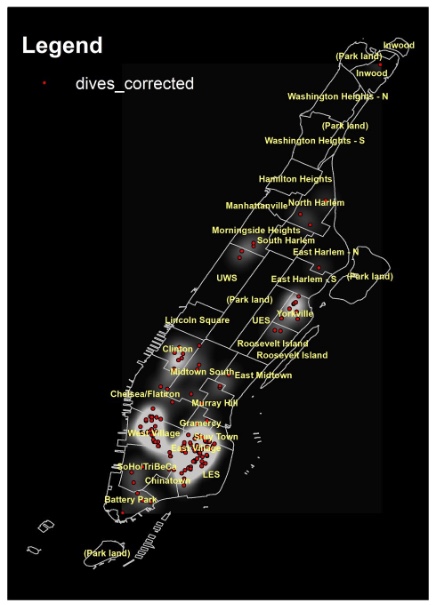 Legend
dives_corrected
Inwood
(Park land)
Inwood
Washington Heights - N
(Park land)
Washington Heights - S
Hamilton Heights
Manhattanville
North Harlem
Morningside Heights
South Harlem
East Harlem - N
UWS
East Harlem - S
(Park land)
(Park land)
Yorkville
Lincoln Square
UES
Roosevelt Island
Clinton
Roosevelt Island
Midtown South
East Midtown
Chelsea/Flatiron
Murray Hill
Gramercy
West Village
Stuy Town
East Village
SoHo/TriBeCa
LES
Chinatown
Battery Park
(Park land)